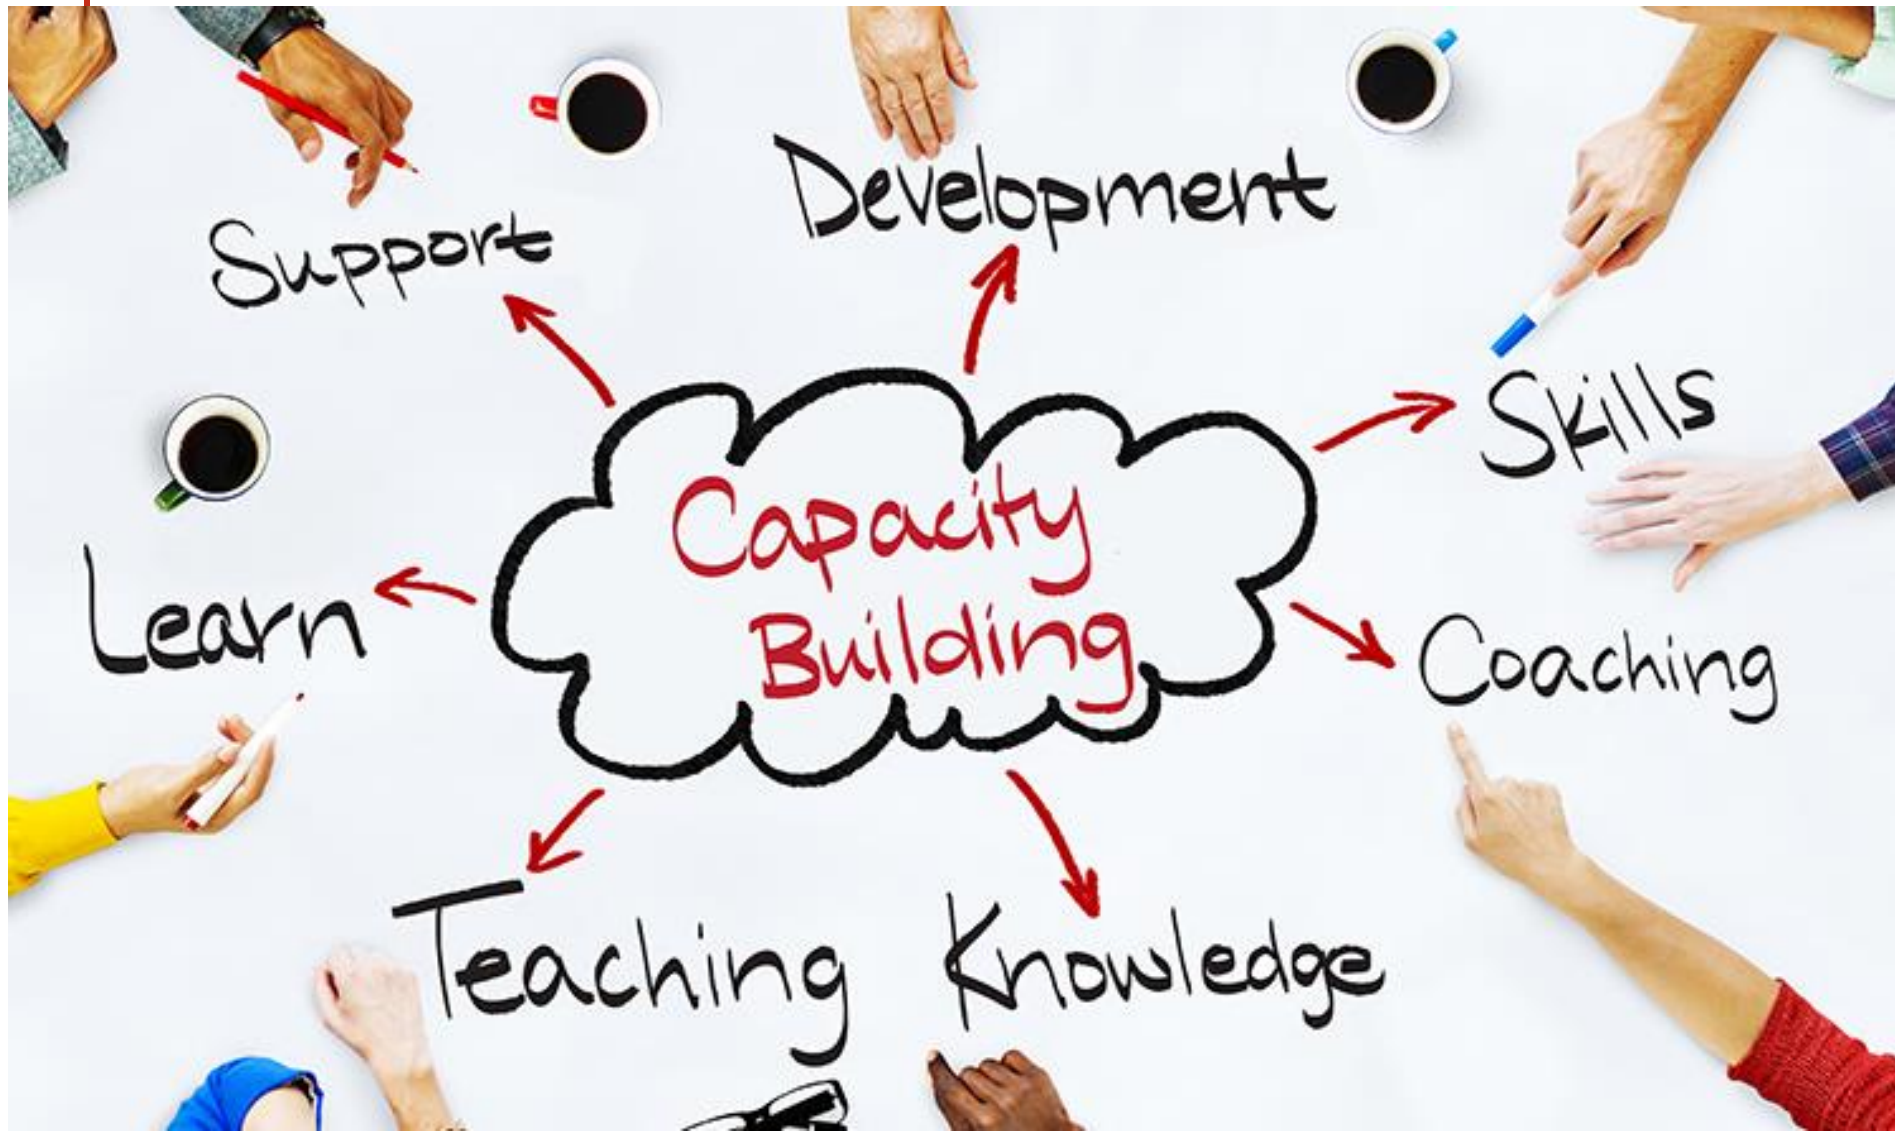 Development
Support
Skills
Capacity
Building
Learn
Coaching
Teaching
Knowledge